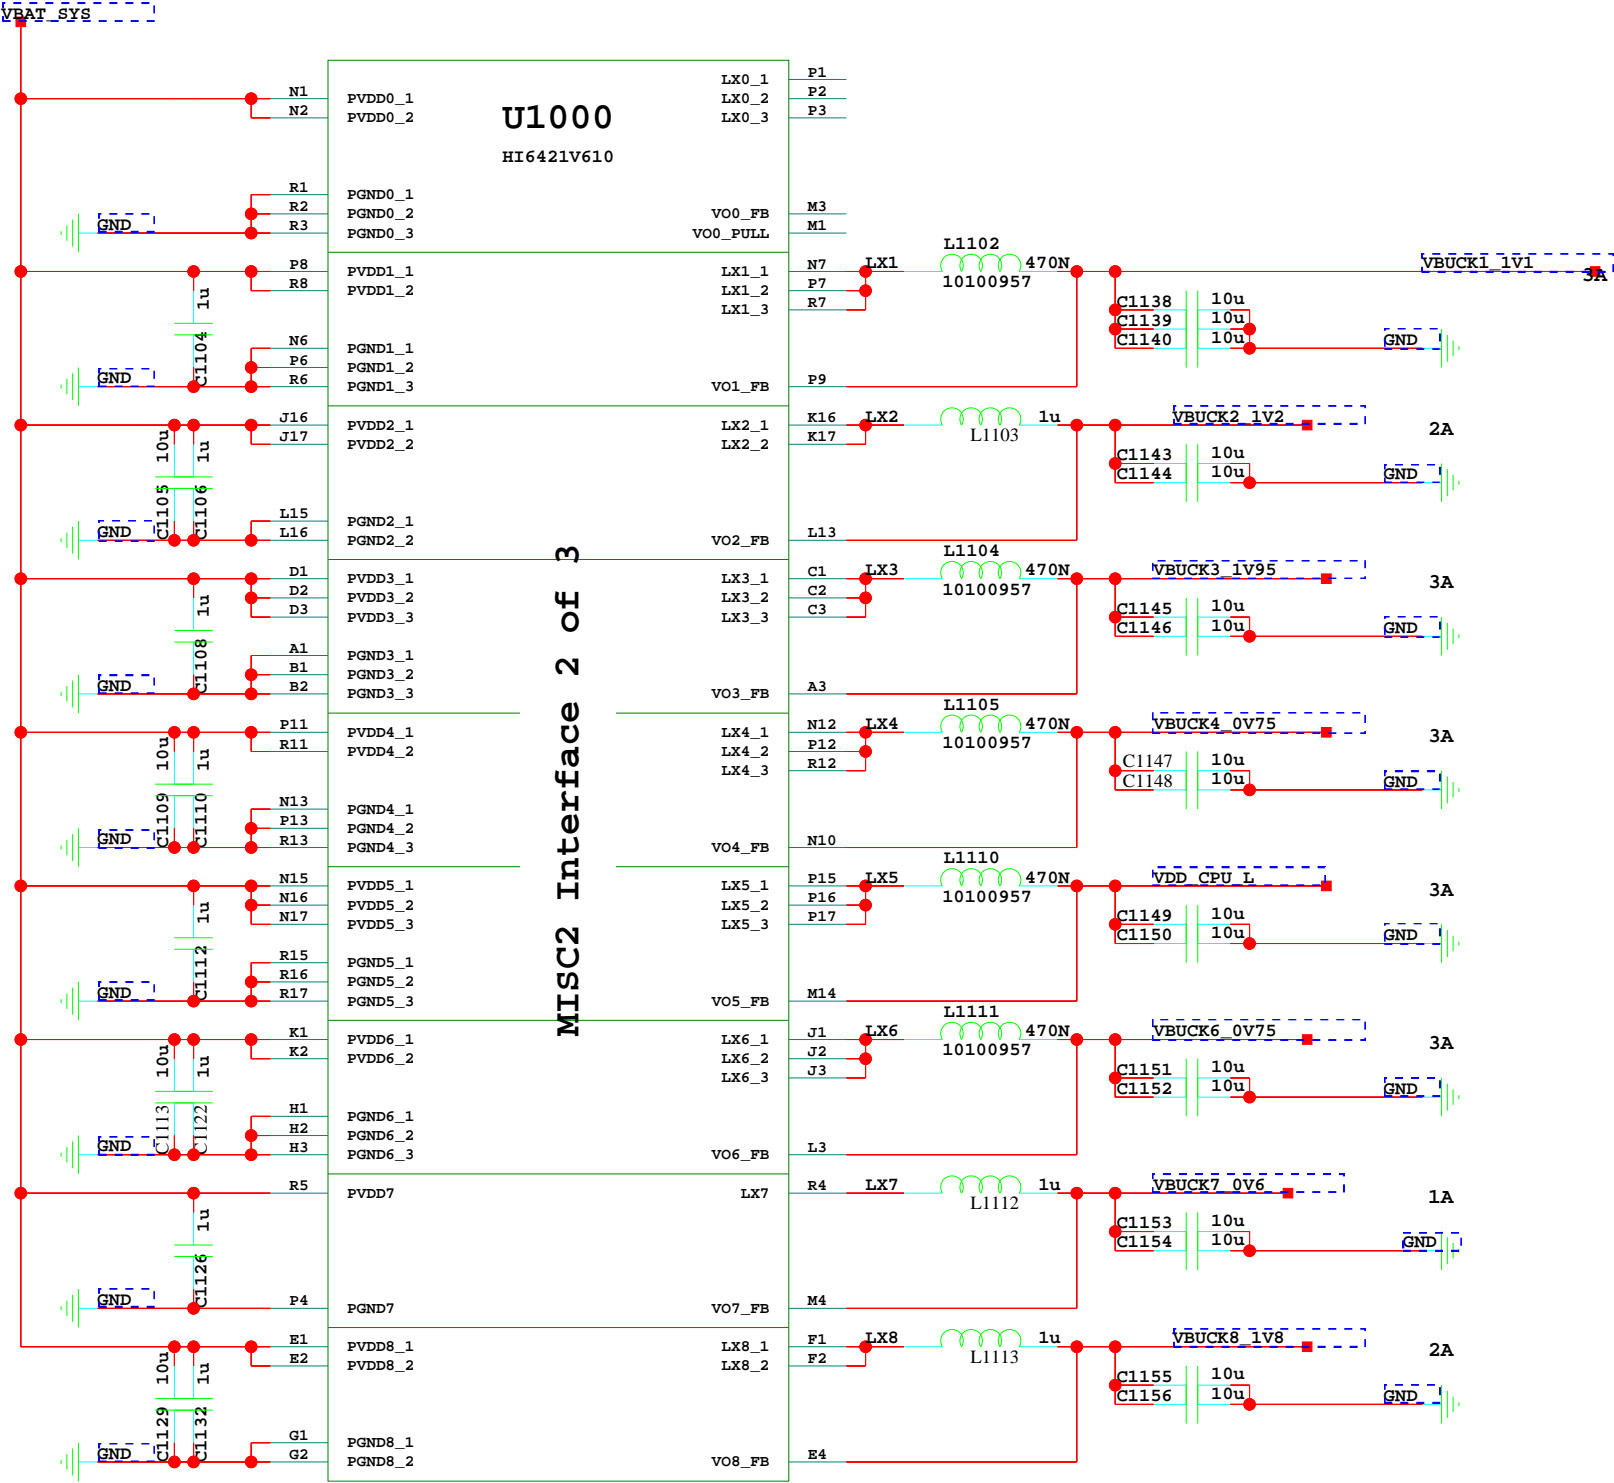 VBAT_SYS
U1000
HI6421V610
MISC2 Interface 2 of 3
N1 PVDD0_1 LX0_1 P1
N2 PVDD0_2 LX0_2 P2
LX0_3 P3
R1 PGND0_1
R2 PGND0_2 VO0_FB M3
GND R3 PGND0_3 VO0_PULL M1
P8 PVDD1_1 LX1_1 N7 LX1 L1102 470N 10100957 VBUCK1_1V1 3A
R8 PVDD1_2 LX1_2 P7
1u LX1_3 R7 C1138 10u
C1139 10u
N6 PGND1_1 C1140 10u GND
C1104 P6 PGND1_2
GND R6 PGND1_3 VO1_FB P9
J16 PVDD2_1 LX2_1 K16 LX2 L1103 1u VBUCK2_1V2 2A
J17 PVDD2_2 LX2_2 K17
10u 1u C1143 10u
C1144 10u GND
C1105 C1106 L15 PGND2_1
GND L16 PGND2_2 VO2_FB L13
D1 PVDD3_1 LX3_1 C1 LX3 L1104 470N 10100957 VBUCK3_1V95 3A
D2 PVDD3_2 LX3_2 C2
1u D3 PVDD3_3 LX3_3 C3 C1145 10u
C1146 10u GND
A1 PGND3_1
C1108 B1 PGND3_2
GND B2 PGND3_3 VO3_FB A3
P11 PVDD4_1 LX4_1 N12 LX4 L1105 470N 10100957 VBUCK4_0V75 3A
R11 PVDD4_2 LX4_2 P12
10u 1u LX4_3 R12 C1147 10u
C1148 10u GND
N13 PGND4_1
C1109 C1110 P13 PGND4_2
GND R13 PGND4_3 VO4_FB N10
N15 PVDD5_1 LX5_1 P15 LX5 L1110 470N 10100957 VDD_CPU_L 3A
N16 PVDD5_2 LX5_2 P16
1u N17 PVDD5_3 LX5_3 P17 C1149 10u
C1150 10u GND
R15 PGND5_1
C1112 R16 PGND5_2
GND R17 PGND5_3 VO5_FB M14
K1 PVDD6_1 LX6_1 J1 LX6 L1111 470N 10100957 VBUCK6_0V75 3A
K2 PVDD6_2 LX6_2 J2
10u 1u LX6_3 J3 C1151 10u
C1152 10u GND
H1 PGND6_1
C1113 C1122 H2 PGND6_2
GND H3 PGND6_3 VO6_FB L3
R5 PVDD7 LX7 R4 LX7 L1112 1u VBUCK7_0V6 1A
1u C1153 10u
C1154 10u GND
C1126
GND P4 PGND7 VO7_FB M4
E1 PVDD8_1 LX8_1 F1 LX8 L1113 1u VBUCK8_1V8 2A
E2 PVDD8_2 LX8_2 F2
10u 1u C1155 10u
C1156 10u GND
C1129 C1132 G1 PGND8_1
GND G2 PGND8_2 VO8_FB E4